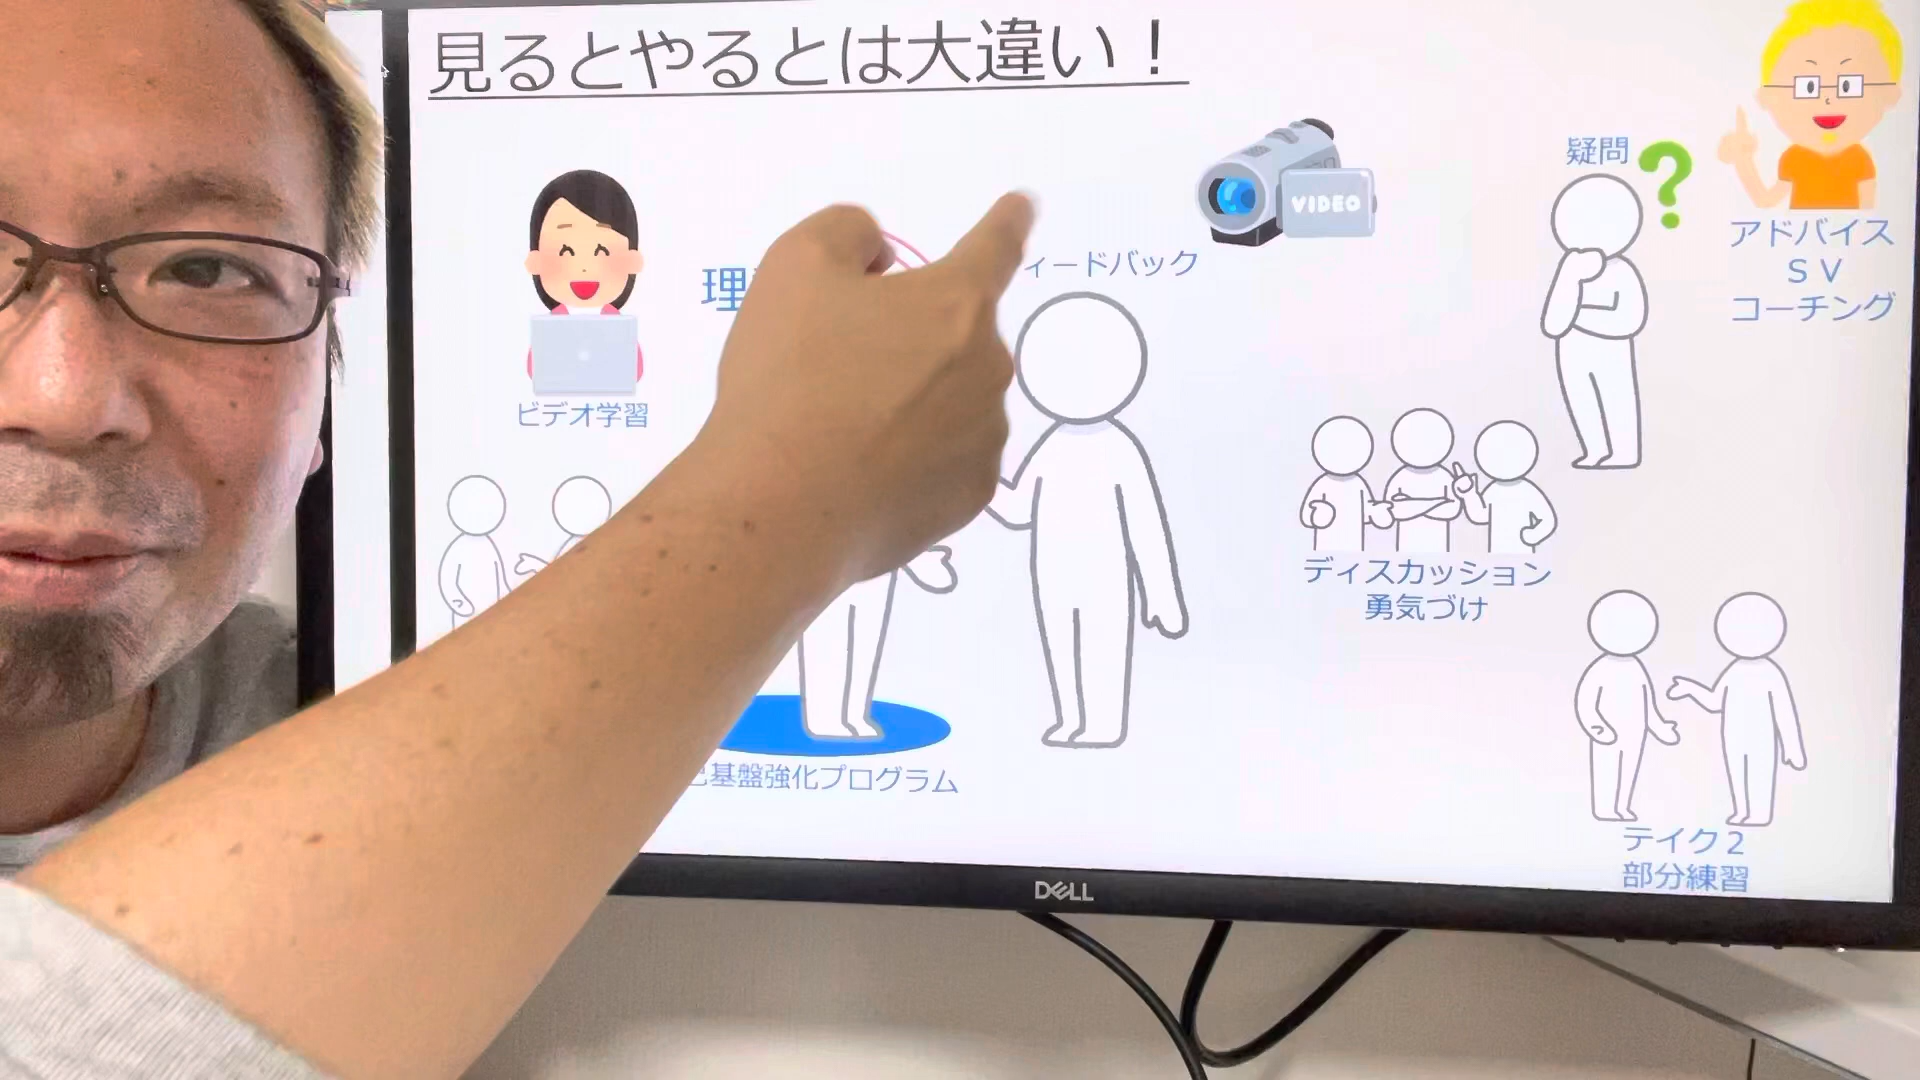 見るとやるとは大違い！
VIDEO
疑問
アドバイス
ＳＶ
コーチング
ィードバック
理
ビデオ学習
ディスカッション
勇気づけ
基盤強化プログラム
テイク２
部分練習
DELL